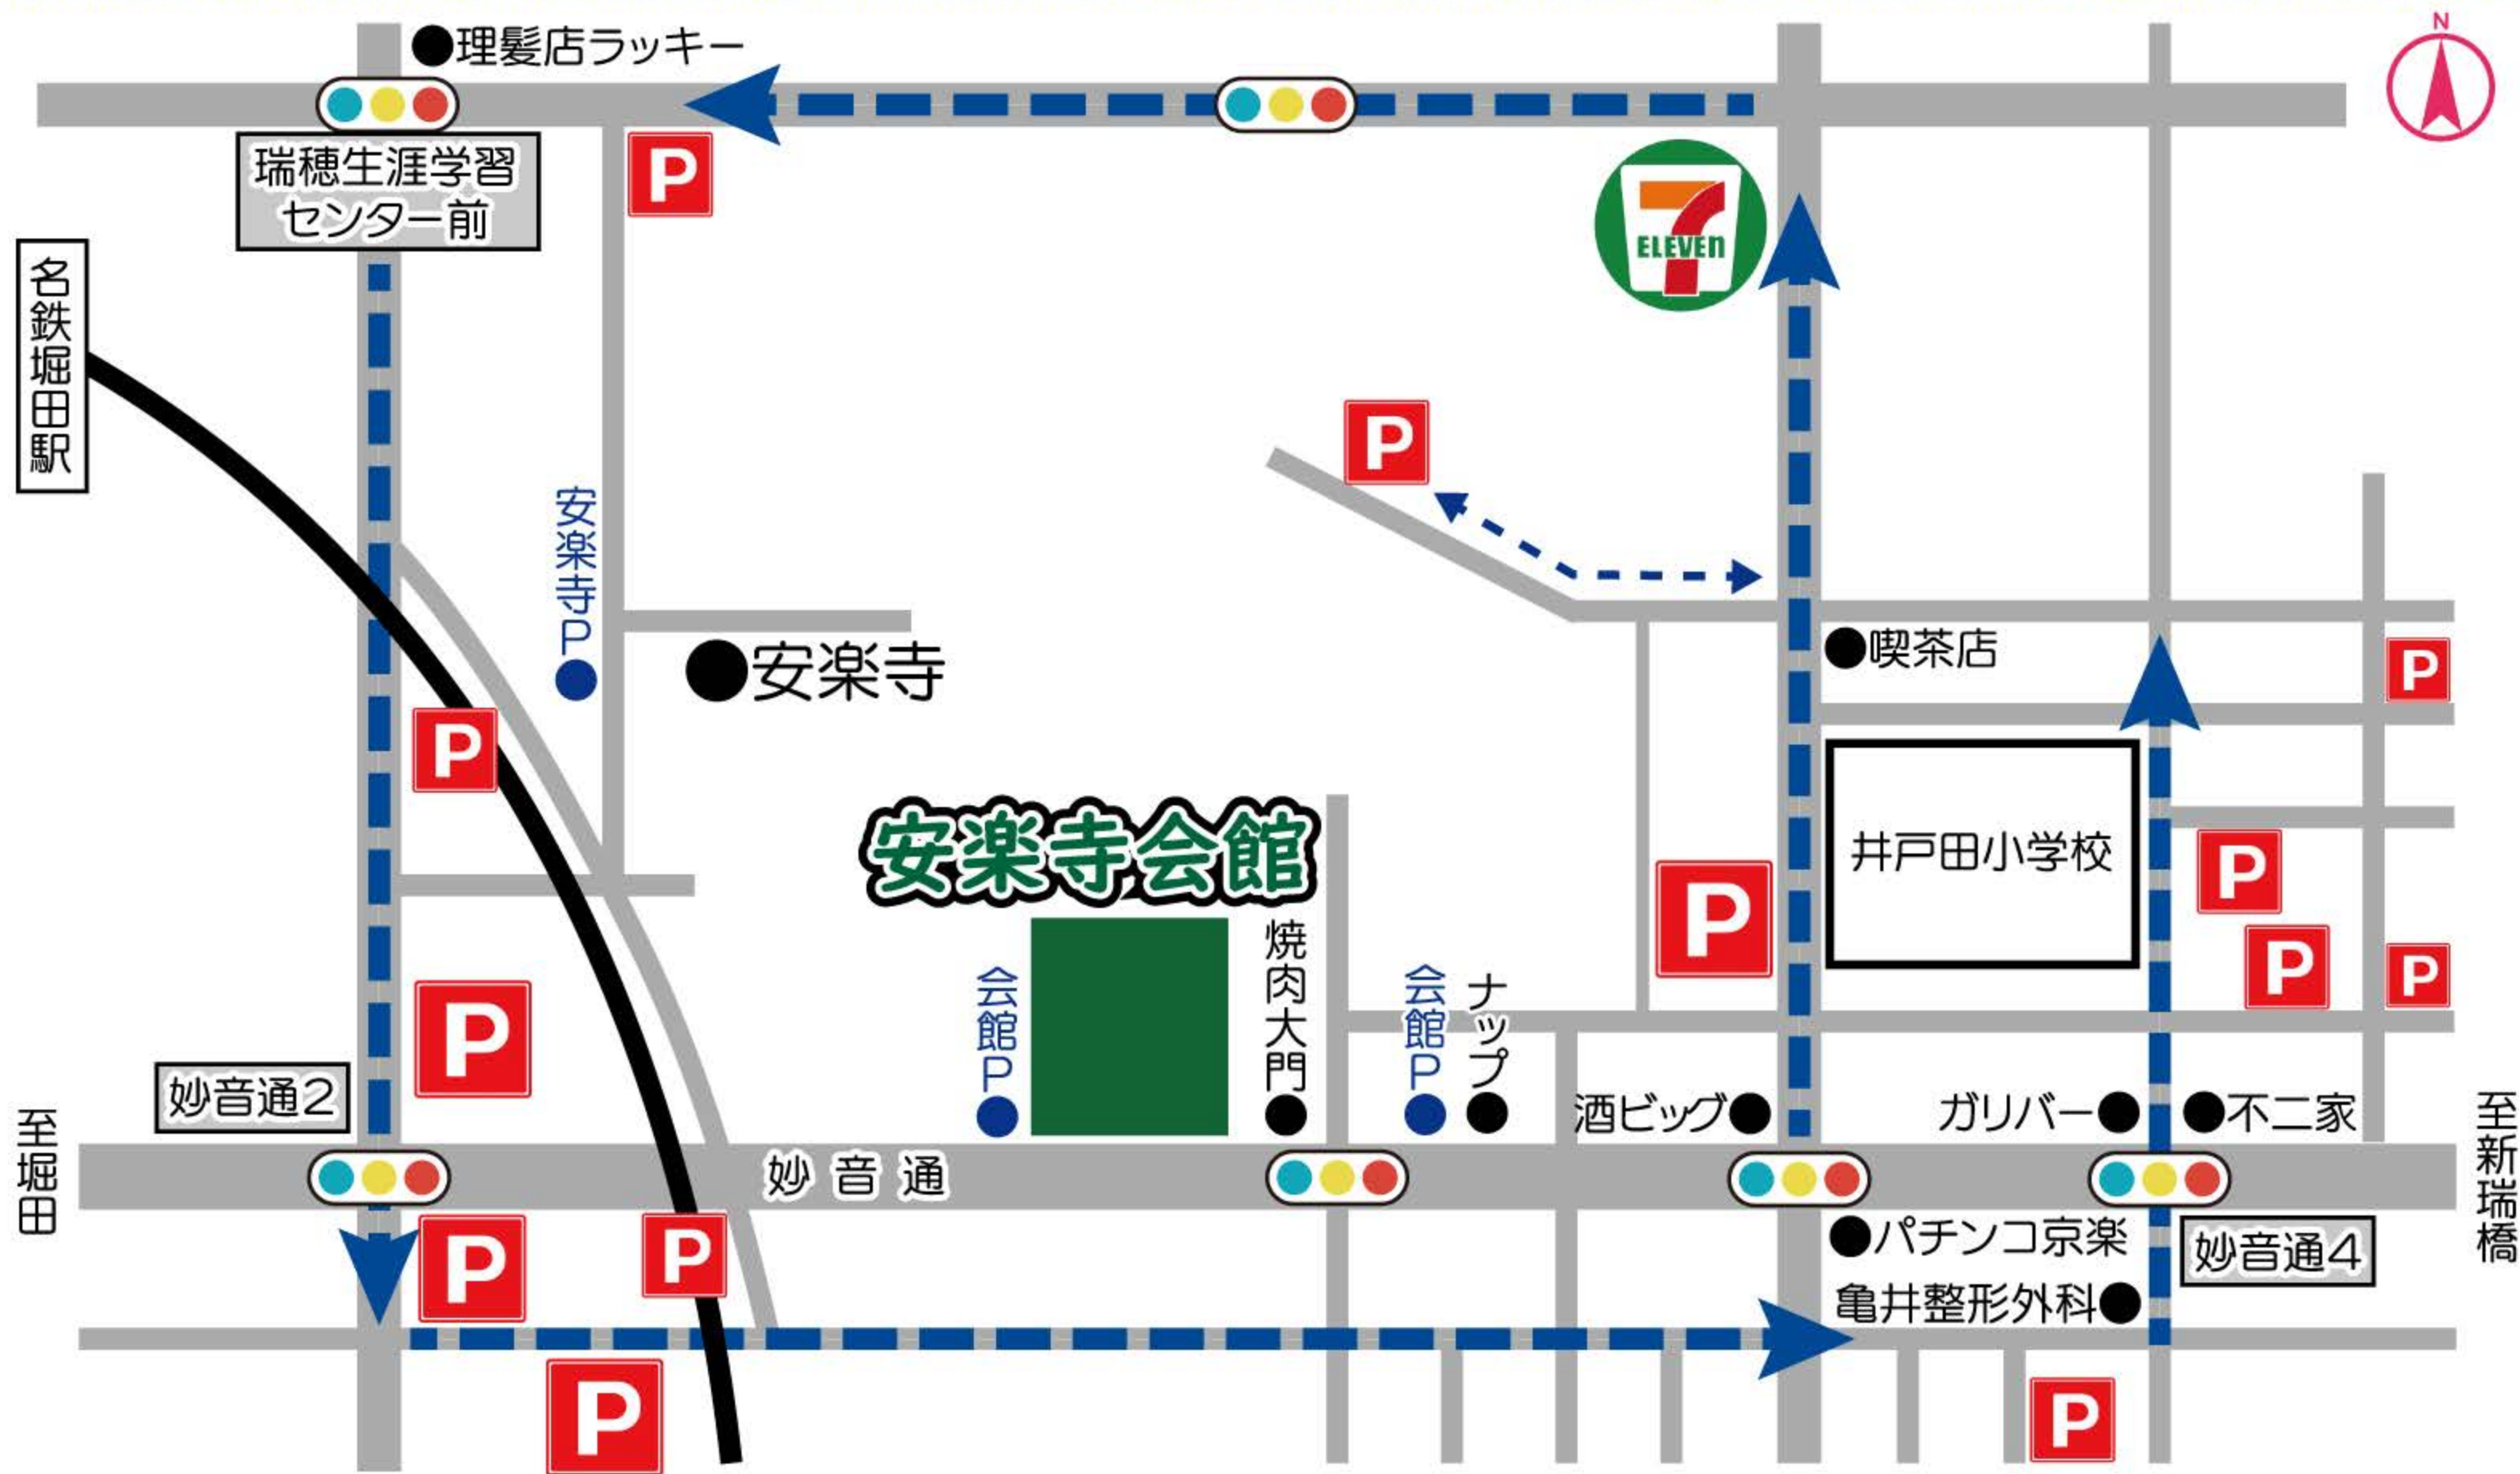 N
理髪店ラッキー
P
瑞穂生涯学習
センター前
7
ELEVEn
名鉄堀田駅
P
安楽寺P
安楽寺
喫茶店
P
P
安楽寺会館
井戸田小学校
P
P
P
P
P
会館P
焼肉大門
会館P
ナップ
酒ビッグ
ガリバー
不二家
妙音通2
至堀田
妙音通
至新瑞橋
P
P
パチンコ京楽
妙音通4
亀井整形外科
P
P